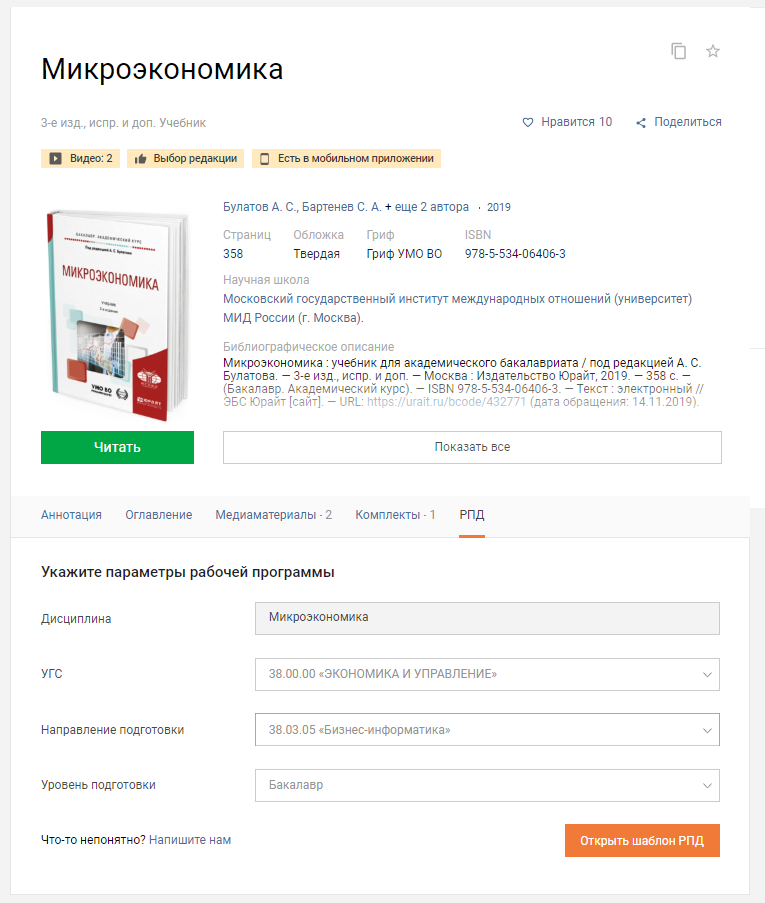 Микроэкономика
3-е изд., испр. и доп. Учебник
Нравится 10 Поделиться
Видео: 2 Выбор редакции Есть в мобильном приложении
Булатов А. С., Бартенев С. А. + еще 2 автора · 2019
Страниц Обложка Гриф ISBN
358 Твердая Гриф УМО ВО 978-5-534-06406-3
Научная школа
Московский государственный институт международных отношений (университет)
МИД России (г. Москва).
Библиографическое описание
Микроэкономика : учебник для академического бакалавриата / под редакцией А. С.
Булатова. — 3-е изд., испр. и доп. — Москва : Издательство Юрайт, 2019. — 358 с. —
(Бакалавр. Академический курс). — ISBN 978-5-534-06406-3. — Текст : электронный //
ЭБС Юрайт [сайт]. — URL: https://urait.ru/bcode/432771 (дата обращения: 14.11.2019).
БАКАЛАВР. АКАДЕМИЧЕСКИЙ КУРС
Под редакцией А. С. Булатова
МИКРОЭКОНОМИКА
УЧЕБНИК
3-е издание
УМО ВО
ЮРАЙТ
Читать
Показать все
Аннотация Оглавление Медиаматериалы · 2 Комплекты · 1 РПД
Укажите параметры рабочей программы
Дисциплина Микроэкономика
УГС 38.00.00 «ЭКОНОМИКА И УПРАВЛЕНИЕ»
Направление подготовки 38.03.05 «Бизнес-информатика»
Уровень подготовки Бакалавр
Что-то непонятно? Напишите нам
Открыть шаблон РПД